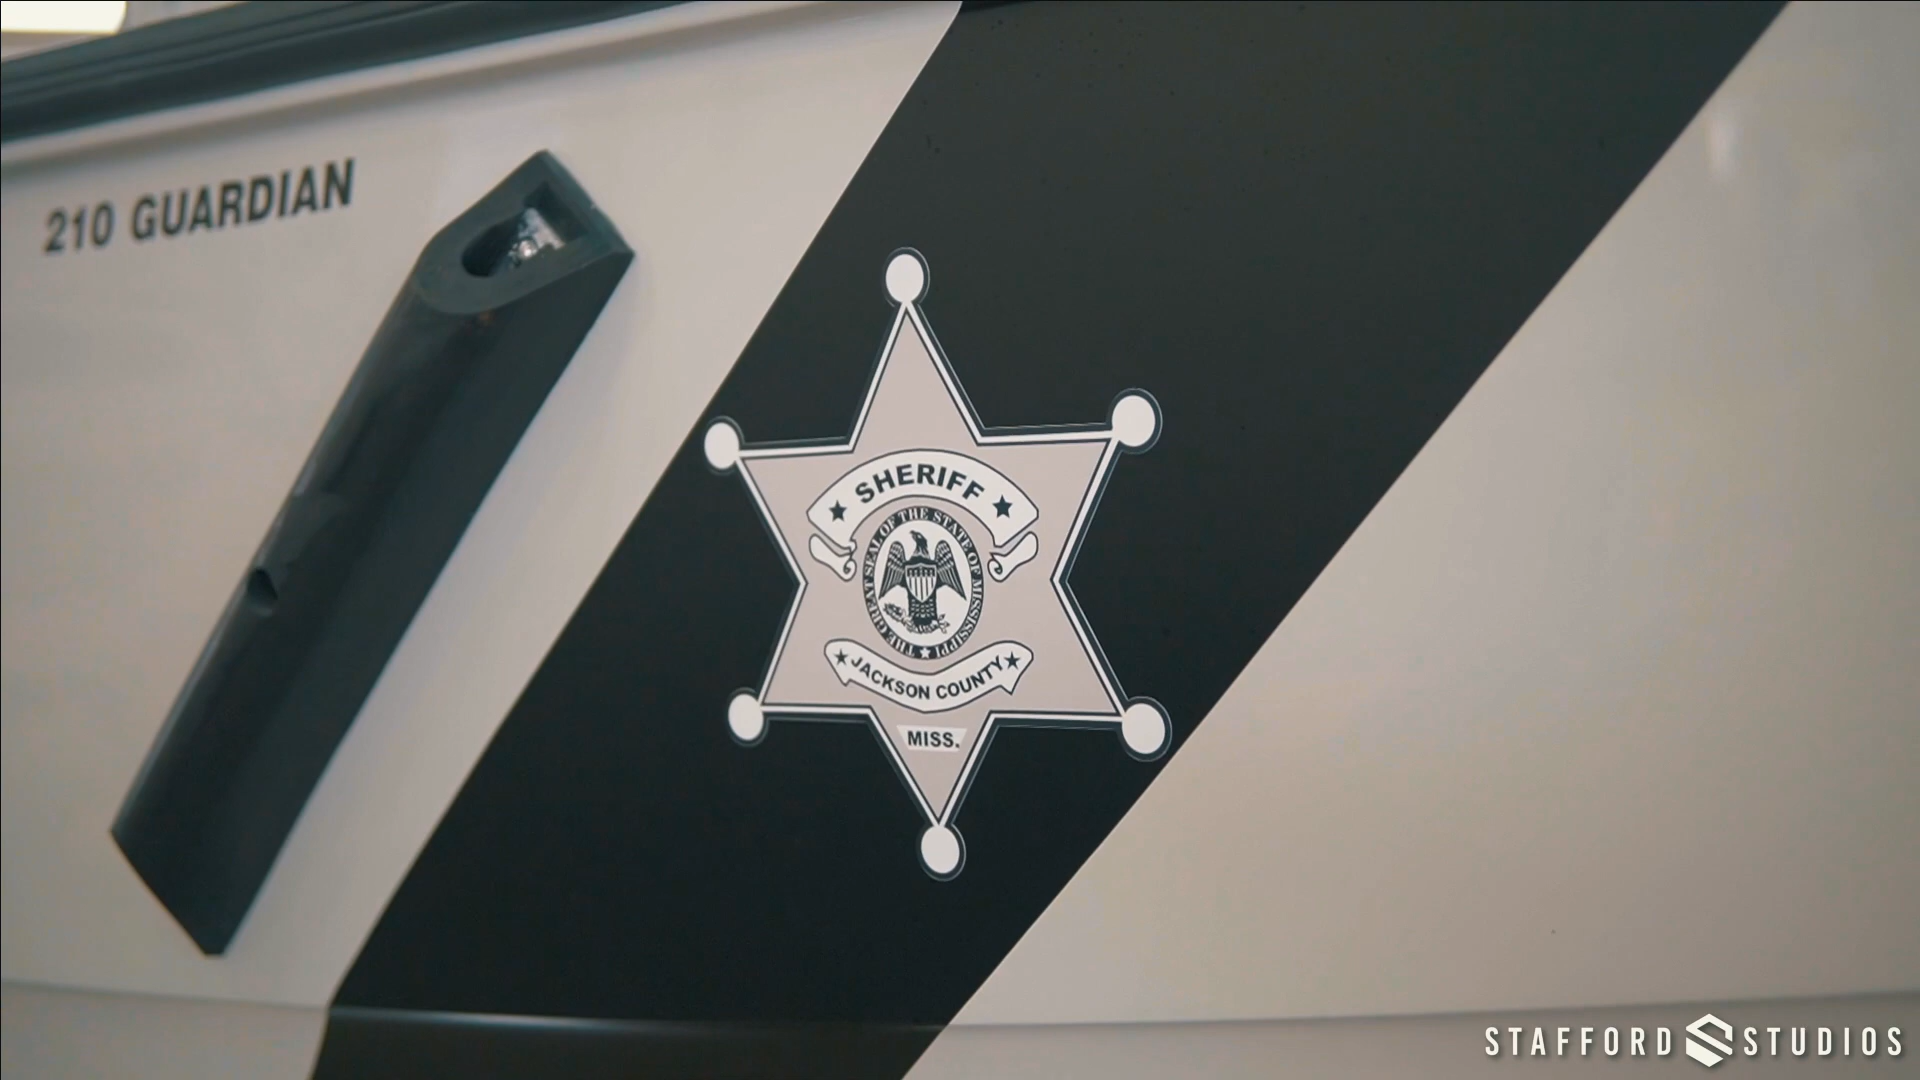 210 GUARDIAN
SHERIFF
THE GREAT SEAL OF THE STATE OF MISSISSIPPI
JACKSON COUNTY
MISS.
STAFFORD STUDIOS